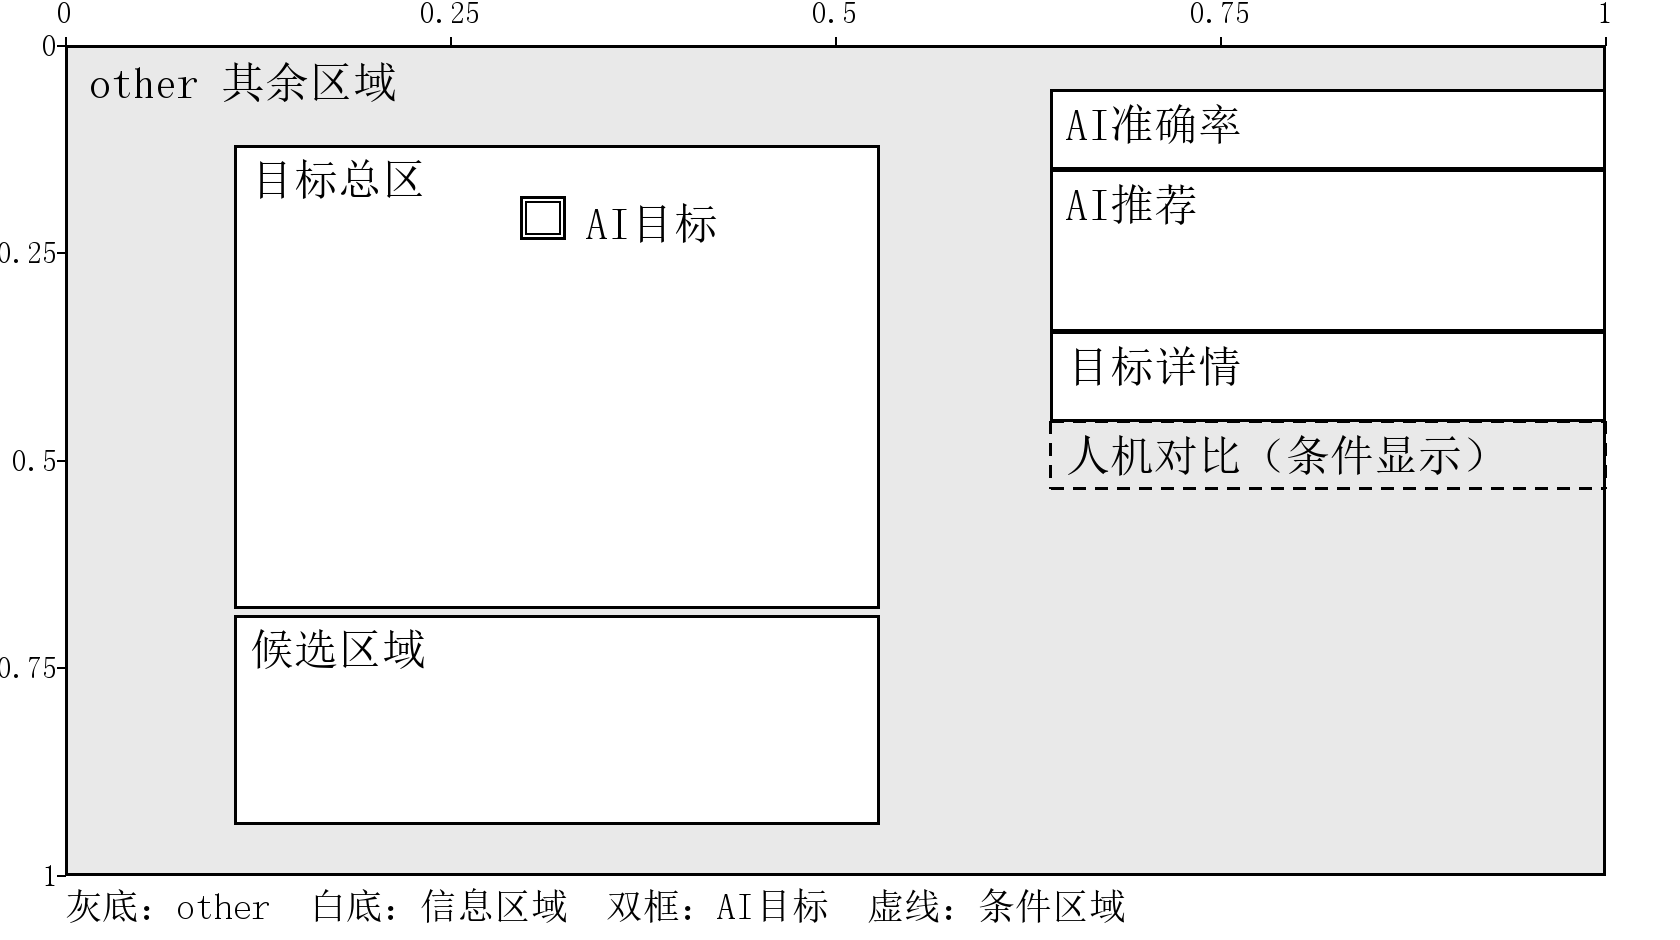 0 0.25 0.5 0.75 1
0
other 其余区域
AI准确率
目标总区
AI推荐
AI目标
0.25
目标详情
人机对比（条件显示）
0.5
候选区域
0.75
1
灰底：other 白底：信息区域 双框：AI目标 虚线：条件区域